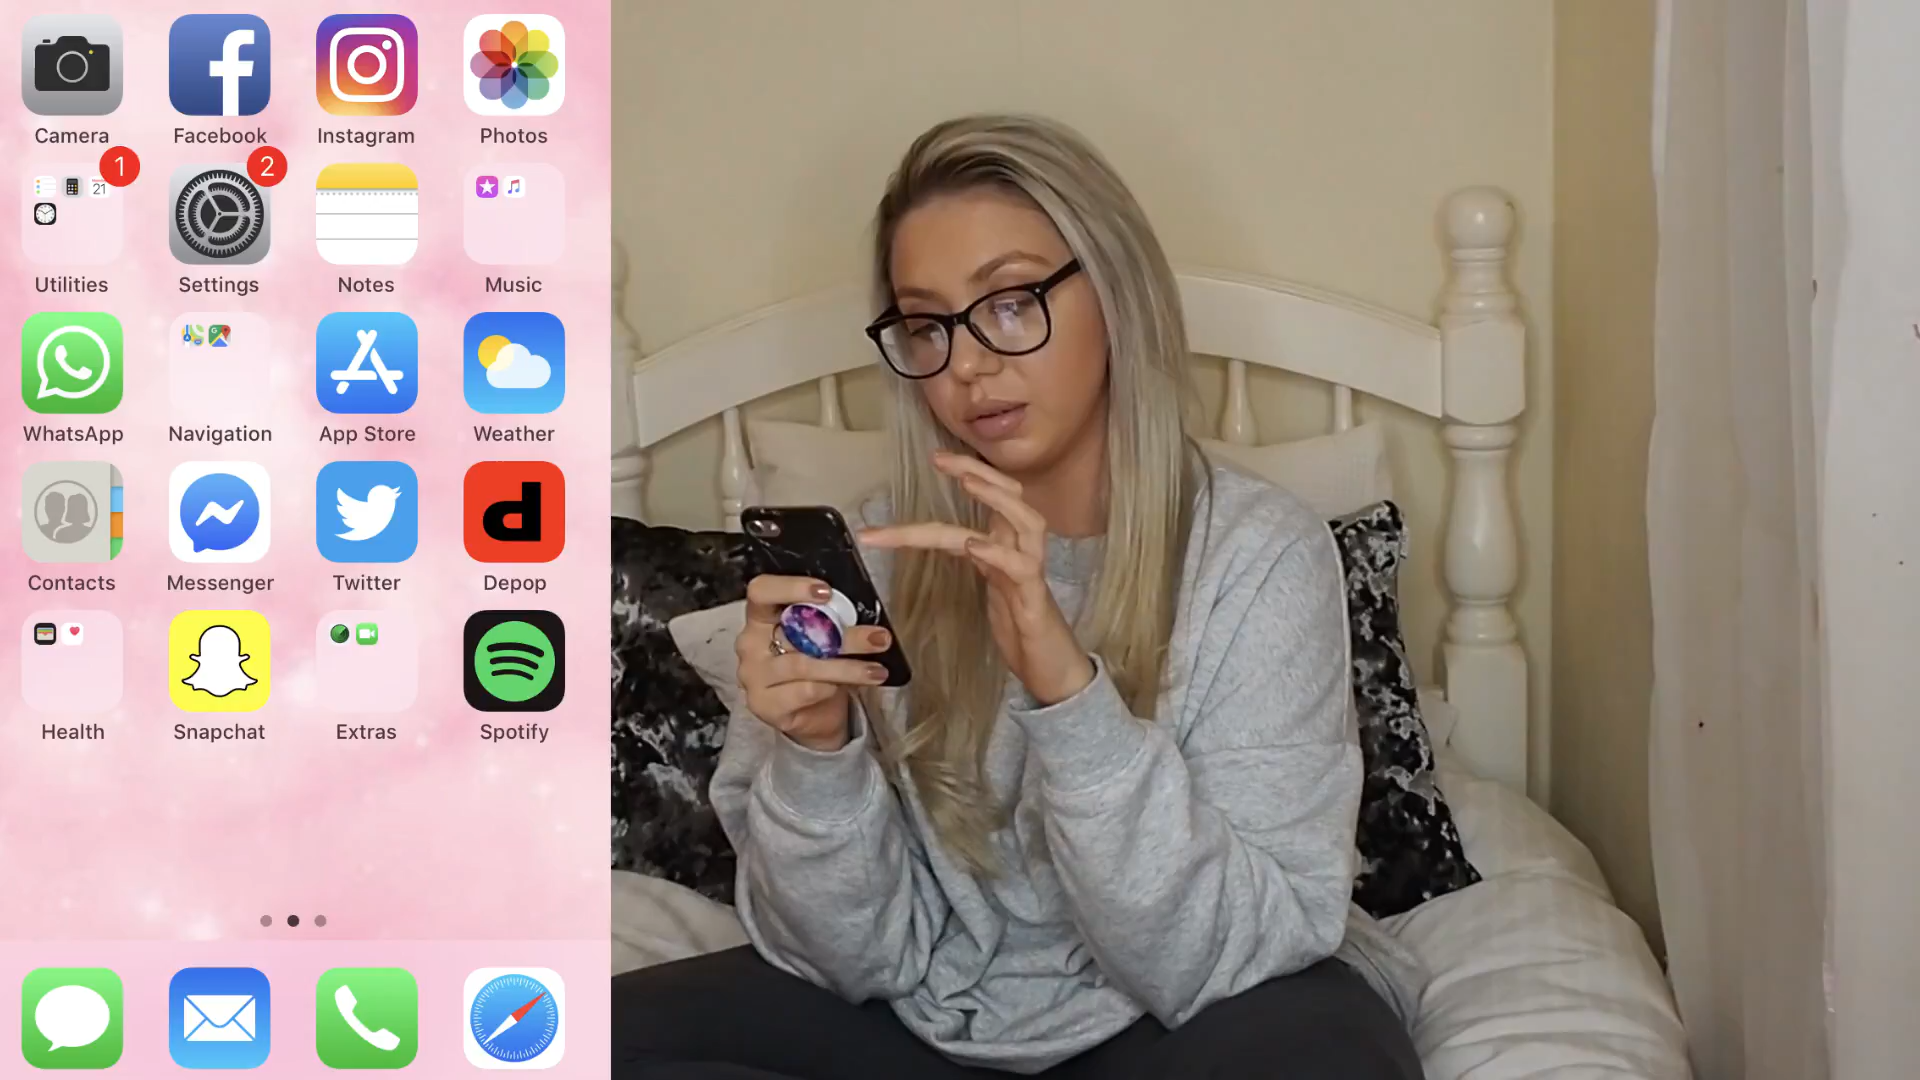 Camera Facebook Instagram Photos
1 2
21
Utilities Settings Notes Music
WhatsApp Navigation App Store Weather
Contacts Messenger Twitter Depop
Health Snapchat Extras Spotify